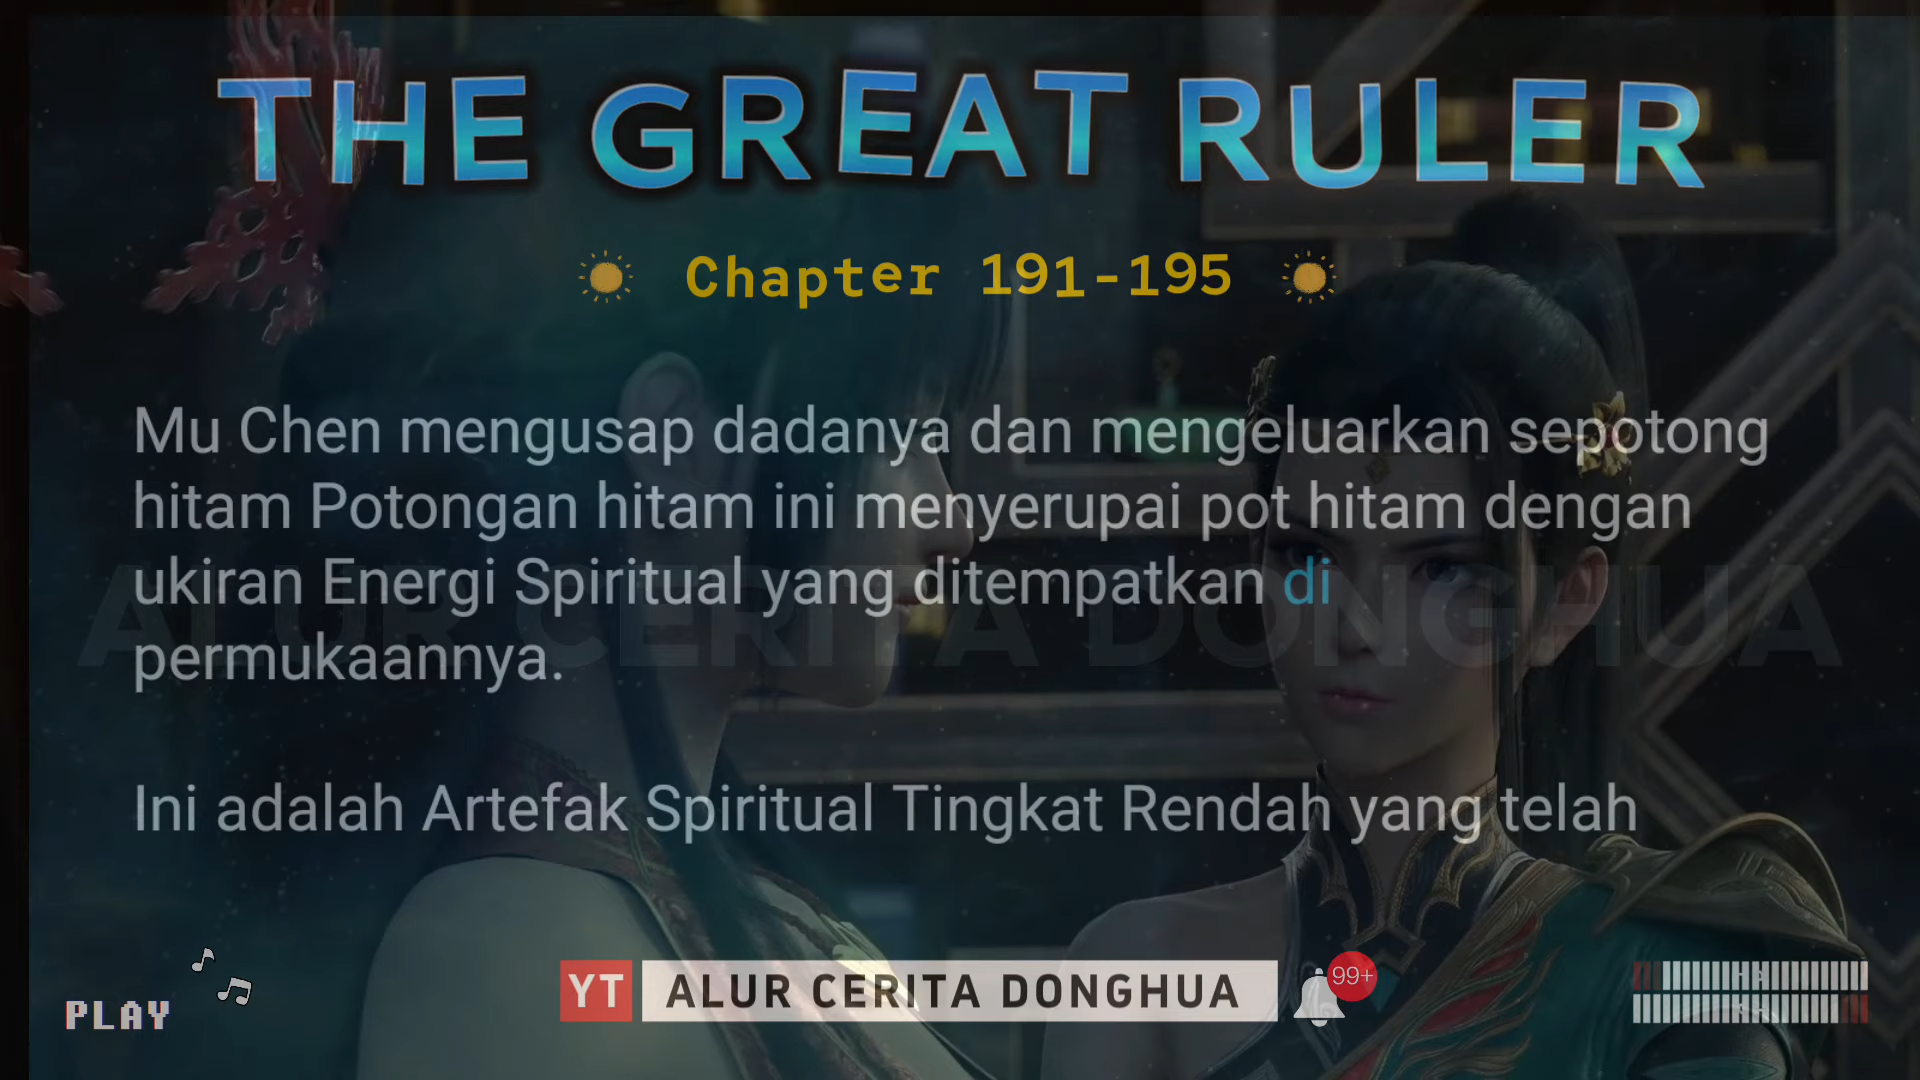 THE GREAT RULER
Chapter 191-195
Mu Chen mengusap dadanya dan mengeluarkan sepotong
hitam Potongan hitam ini menyerupai pot hitam dengan
ukiran Energi Spiritual yang ditempatkan di
permukaannya.
ALUR CERITA DONGHUA
Ini adalah Artefak Spiritual Tingkat Rendah yang telah
PLAY
YT ALUR CERITA DONGHUA
99+